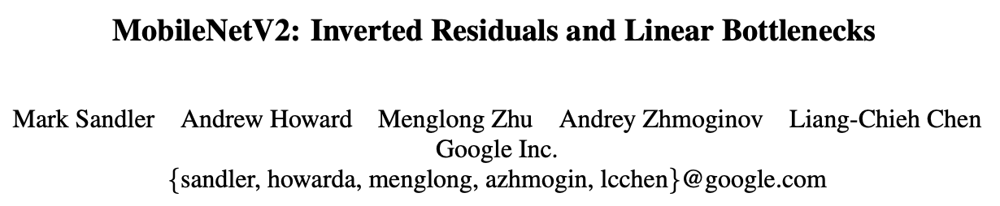 MobileNetV2: Inverted Residuals and Linear Bottlenecks
Mark Sandler Andrew Howard Menglong Zhu Andrey Zhmoginov Liang-Chieh Chen
Google Inc.
{sandler, howarda, menglong, azhmogin, lcchen}@google.com